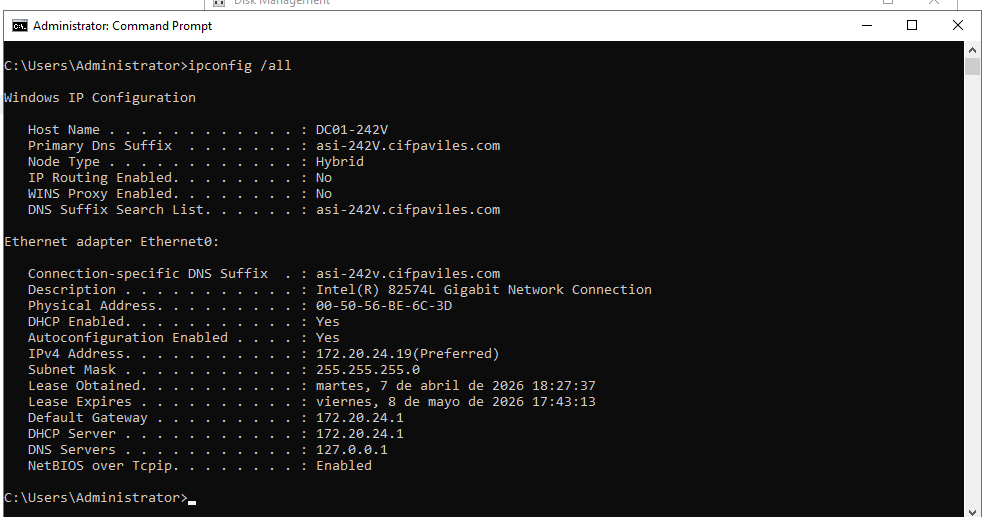 Disk Management
Administrator: Command Prompt
C:\Users\Administrator>ipconfig /all
Windows IP Configuration
   Host Name . . . . . . . . . . . . : DC01-242V
   Primary Dns Suffix  . . . . . . . : asi-242V.cifpaviles.com
   Node Type . . . . . . . . . . . . : Hybrid
   IP Routing Enabled. . . . . . . . : No
   WINS Proxy Enabled. . . . . . . . : No
   DNS Suffix Search List. . . . . . : asi-242V.cifpaviles.com
Ethernet adapter Ethernet0:
   Connection-specific DNS Suffix  . : asi-242v.cifpaviles.com
   Description . . . . . . . . . . . : Intel(R) 82574L Gigabit Network Connection
   Physical Address. . . . . . . . . : 00-50-56-BE-6C-3D
   DHCP Enabled. . . . . . . . . . . : Yes
   Autoconfiguration Enabled . . . . : Yes
   IPv4 Address. . . . . . . . . . . : 172.20.24.19(Preferred)
   Subnet Mask . . . . . . . . . . . : 255.255.255.0
   Lease Obtained. . . . . . . . . . : martes, 7 de abril de 2026 18:27:37
   Lease Expires . . . . . . . . . . : viernes, 8 de mayo de 2026 17:43:13
   Default Gateway . . . . . . . . . : 172.20.24.1
   DHCP Server . . . . . . . . . . . : 172.20.24.1
   DNS Servers . . . . . . . . . . . : 127.0.0.1
   NetBIOS over Tcpip. . . . . . . . : Enabled
C:\Users\Administrator>